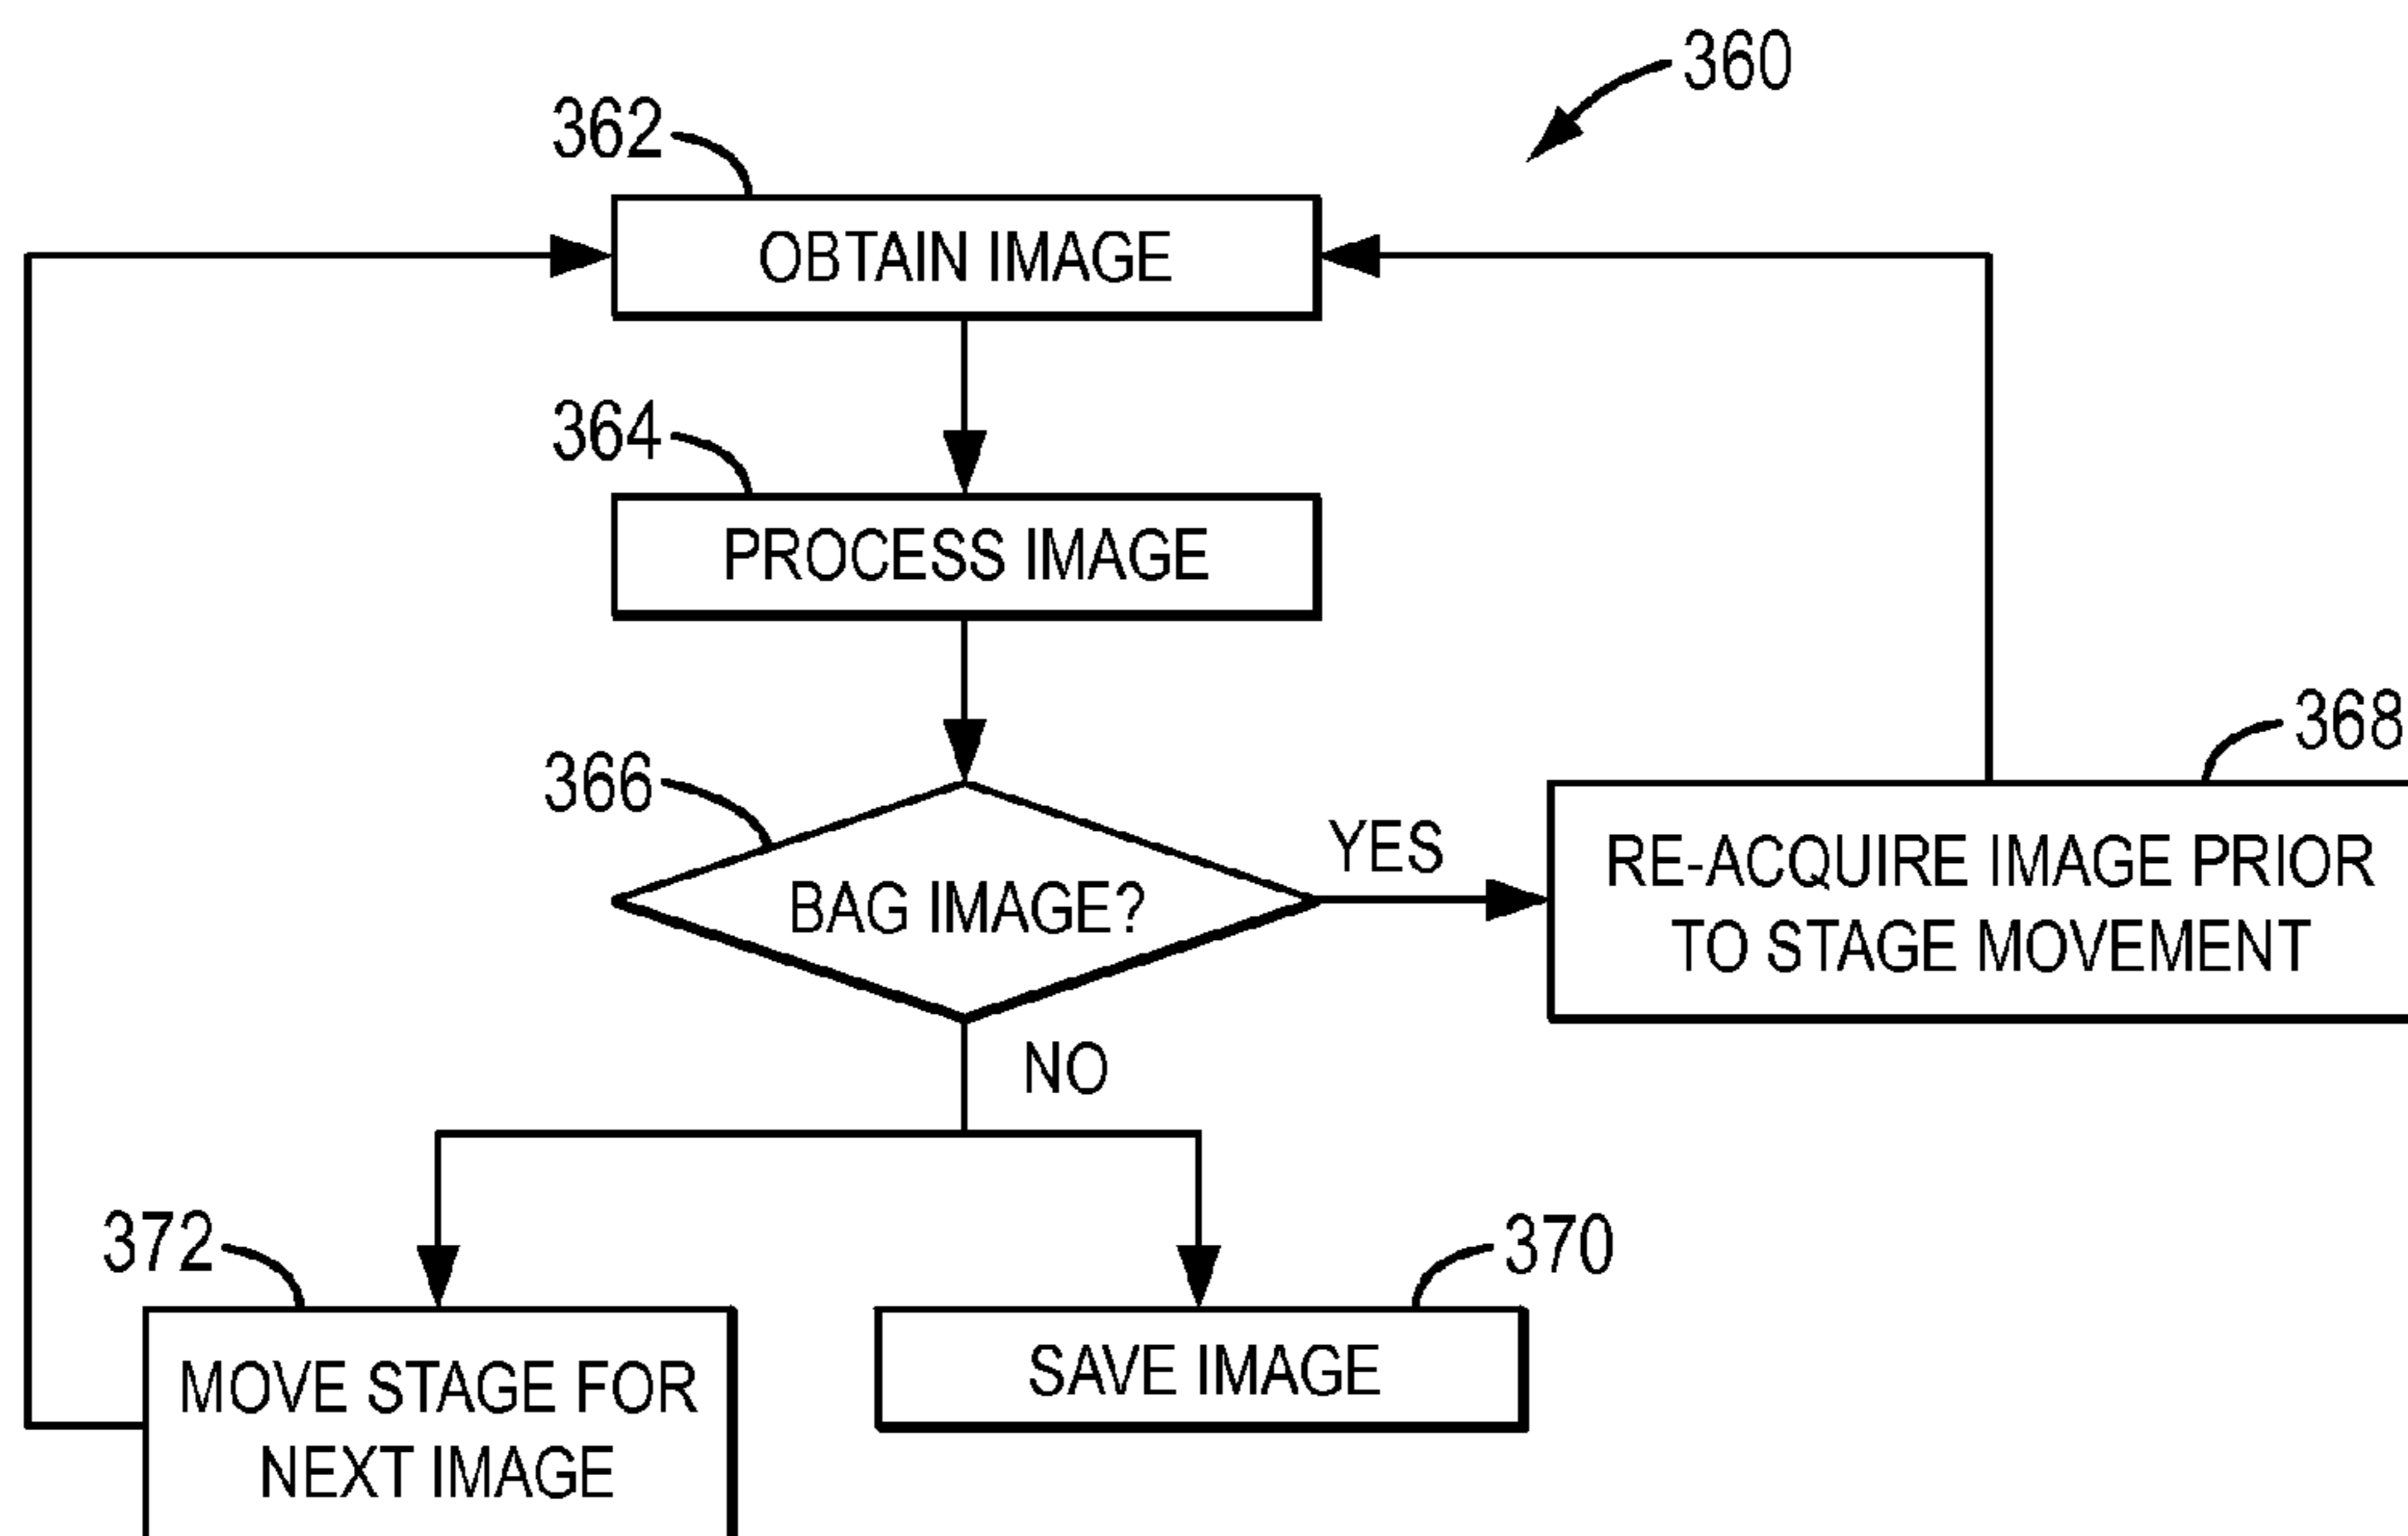 360
362
OBTAIN IMAGE
364
PROCESS IMAGE
366
BAG IMAGE?
YES
368
RE-ACQUIRE IMAGE PRIOR
TO STAGE MOVEMENT
NO
372
MOVE STAGE FOR
NEXT IMAGE
370
SAVE IMAGE